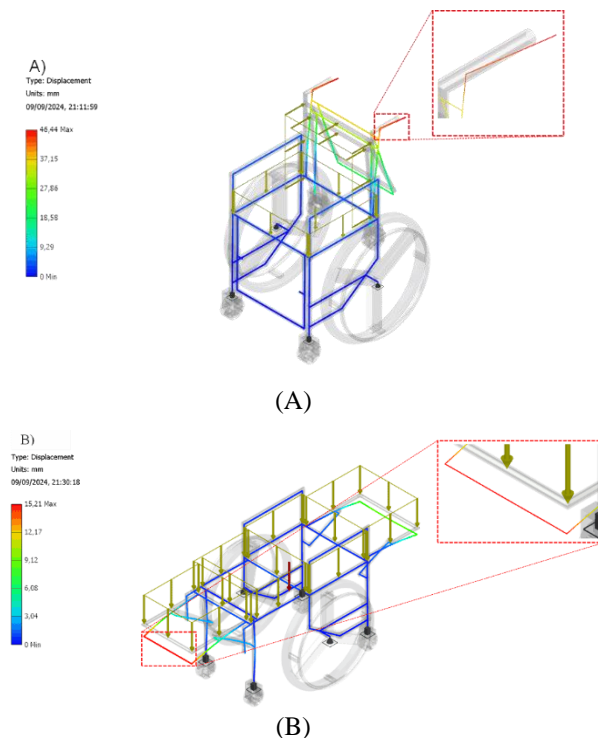 A)
Type: Displacement
Units: mm
09/09/2024, 21:11:59
46,44 Max
37,15
27,86
18,58
9,29
0 Min
(A)
B)
Type: Displacement
Units: mm
09/09/2024, 21:30:18
15,21 Max
12,17
9,12
6,08
3,04
0 Min
(B)